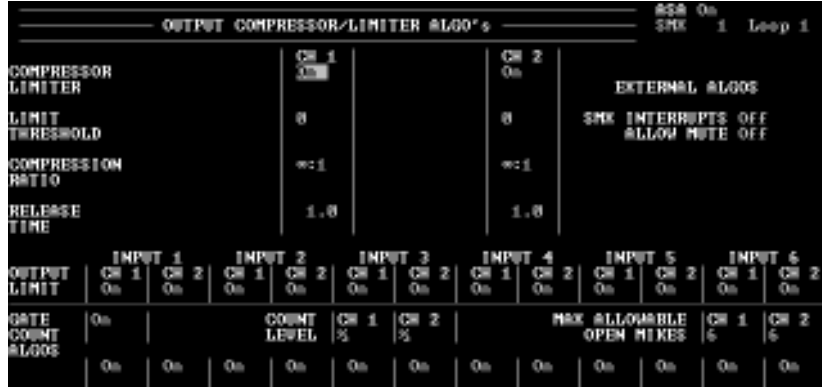 ASA On
OUTPUT COMPRESSOR/LIMITER ALGO's SMX 1 Loop 1
CH 1 CH 2
COMPRESSOR On On
LIMITER EXTERNAL ALGOS
LIMIT 0 0 SMX INTERRUPTS Off
THRESHOLD ALLOW MUTE Off
COMPRESSION ∞:1 ∞:1
RATIO
RELEASE 1.0 1.0
TIME
INPUT 1 INPUT 2 INPUT 3 INPUT 4 INPUT 5 INPUT 6
OUTPUT CH 1 CH 2 CH 1 CH 2 CH 1 CH 2 CH 1 CH 2 CH 1 CH 2 CH 1 CH 2
LIMIT On On On On On On On On On On On On
GATE On COUNT CH 1 CH 2 MAX ALLOWABLE CH 1 CH 2
COUNT LEVEL OPEN MIKES 6 6
ALGOS
On On On On On On On On On On On On